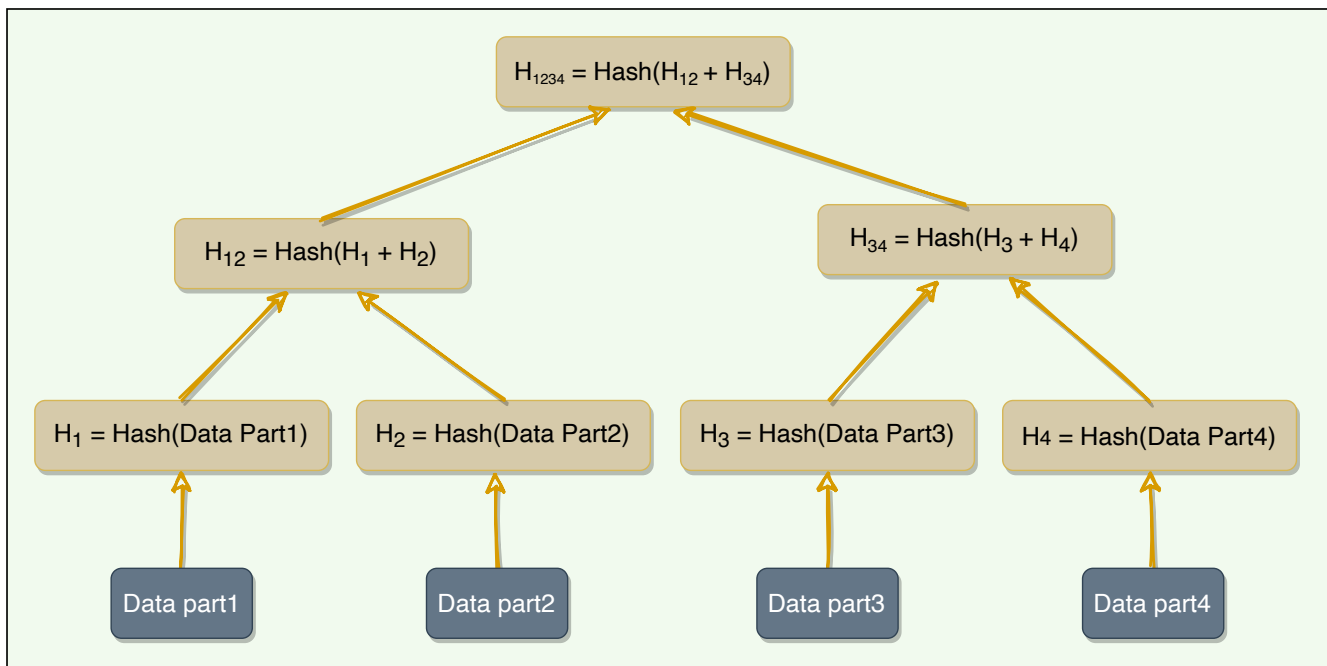 H₁₂₃₄ = Hash(H₁₂ + H₃₄)
H₁₂ = Hash(H₁ + H₂)
H₃₄ = Hash(H₃ + H₄)
H₁ = Hash(Data Part1)
H₂ = Hash(Data Part2)
H₃ = Hash(Data Part3)
H4 = Hash(Data Part4)
Data part1
Data part2
Data part3
Data part4